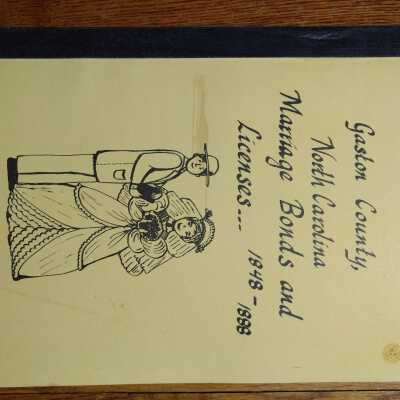 Gaston County,
North Carolina
Marriage Bonds and
Licenses... 1848-1888